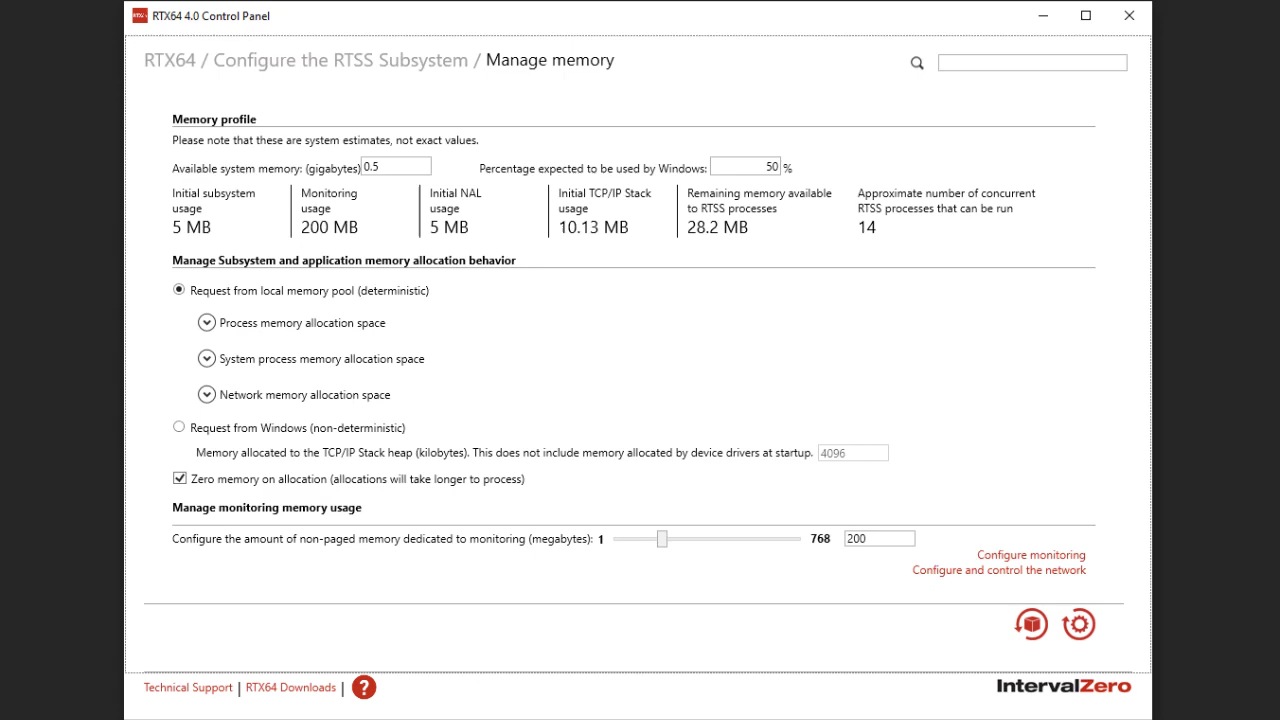 RTX64 4.0 Control Panel
RTX64 / Configure the RTSS Subsystem / Manage memory
Memory profile
Please note that these are system estimates, not exact values.
Available system memory: (gigabytes) 0.5 Percentage expected to be used by Windows: 50 %
Initial subsystem usage
5 MB
Monitoring usage
200 MB
Initial NAL usage
5 MB
Initial TCP/IP Stack usage
10.13 MB
Remaining memory available to RTSS processes
28.2 MB
Approximate number of concurrent RTSS processes that can be run
14
Manage Subsystem and application memory allocation behavior
Request from local memory pool (deterministic)
Process memory allocation space
System process memory allocation space
Network memory allocation space
Request from Windows (non-deterministic)
Memory allocated to the TCP/IP Stack heap (kilobytes). This does not include memory allocated by device drivers at startup. 4096
Zero memory on allocation (allocations will take longer to process)
Manage monitoring memory usage
Configure the amount of non-paged memory dedicated to monitoring (megabytes): 1 768 200
Configure monitoring
Configure and control the network
Technical Support | RTX64 Downloads | ?
IntervalZero